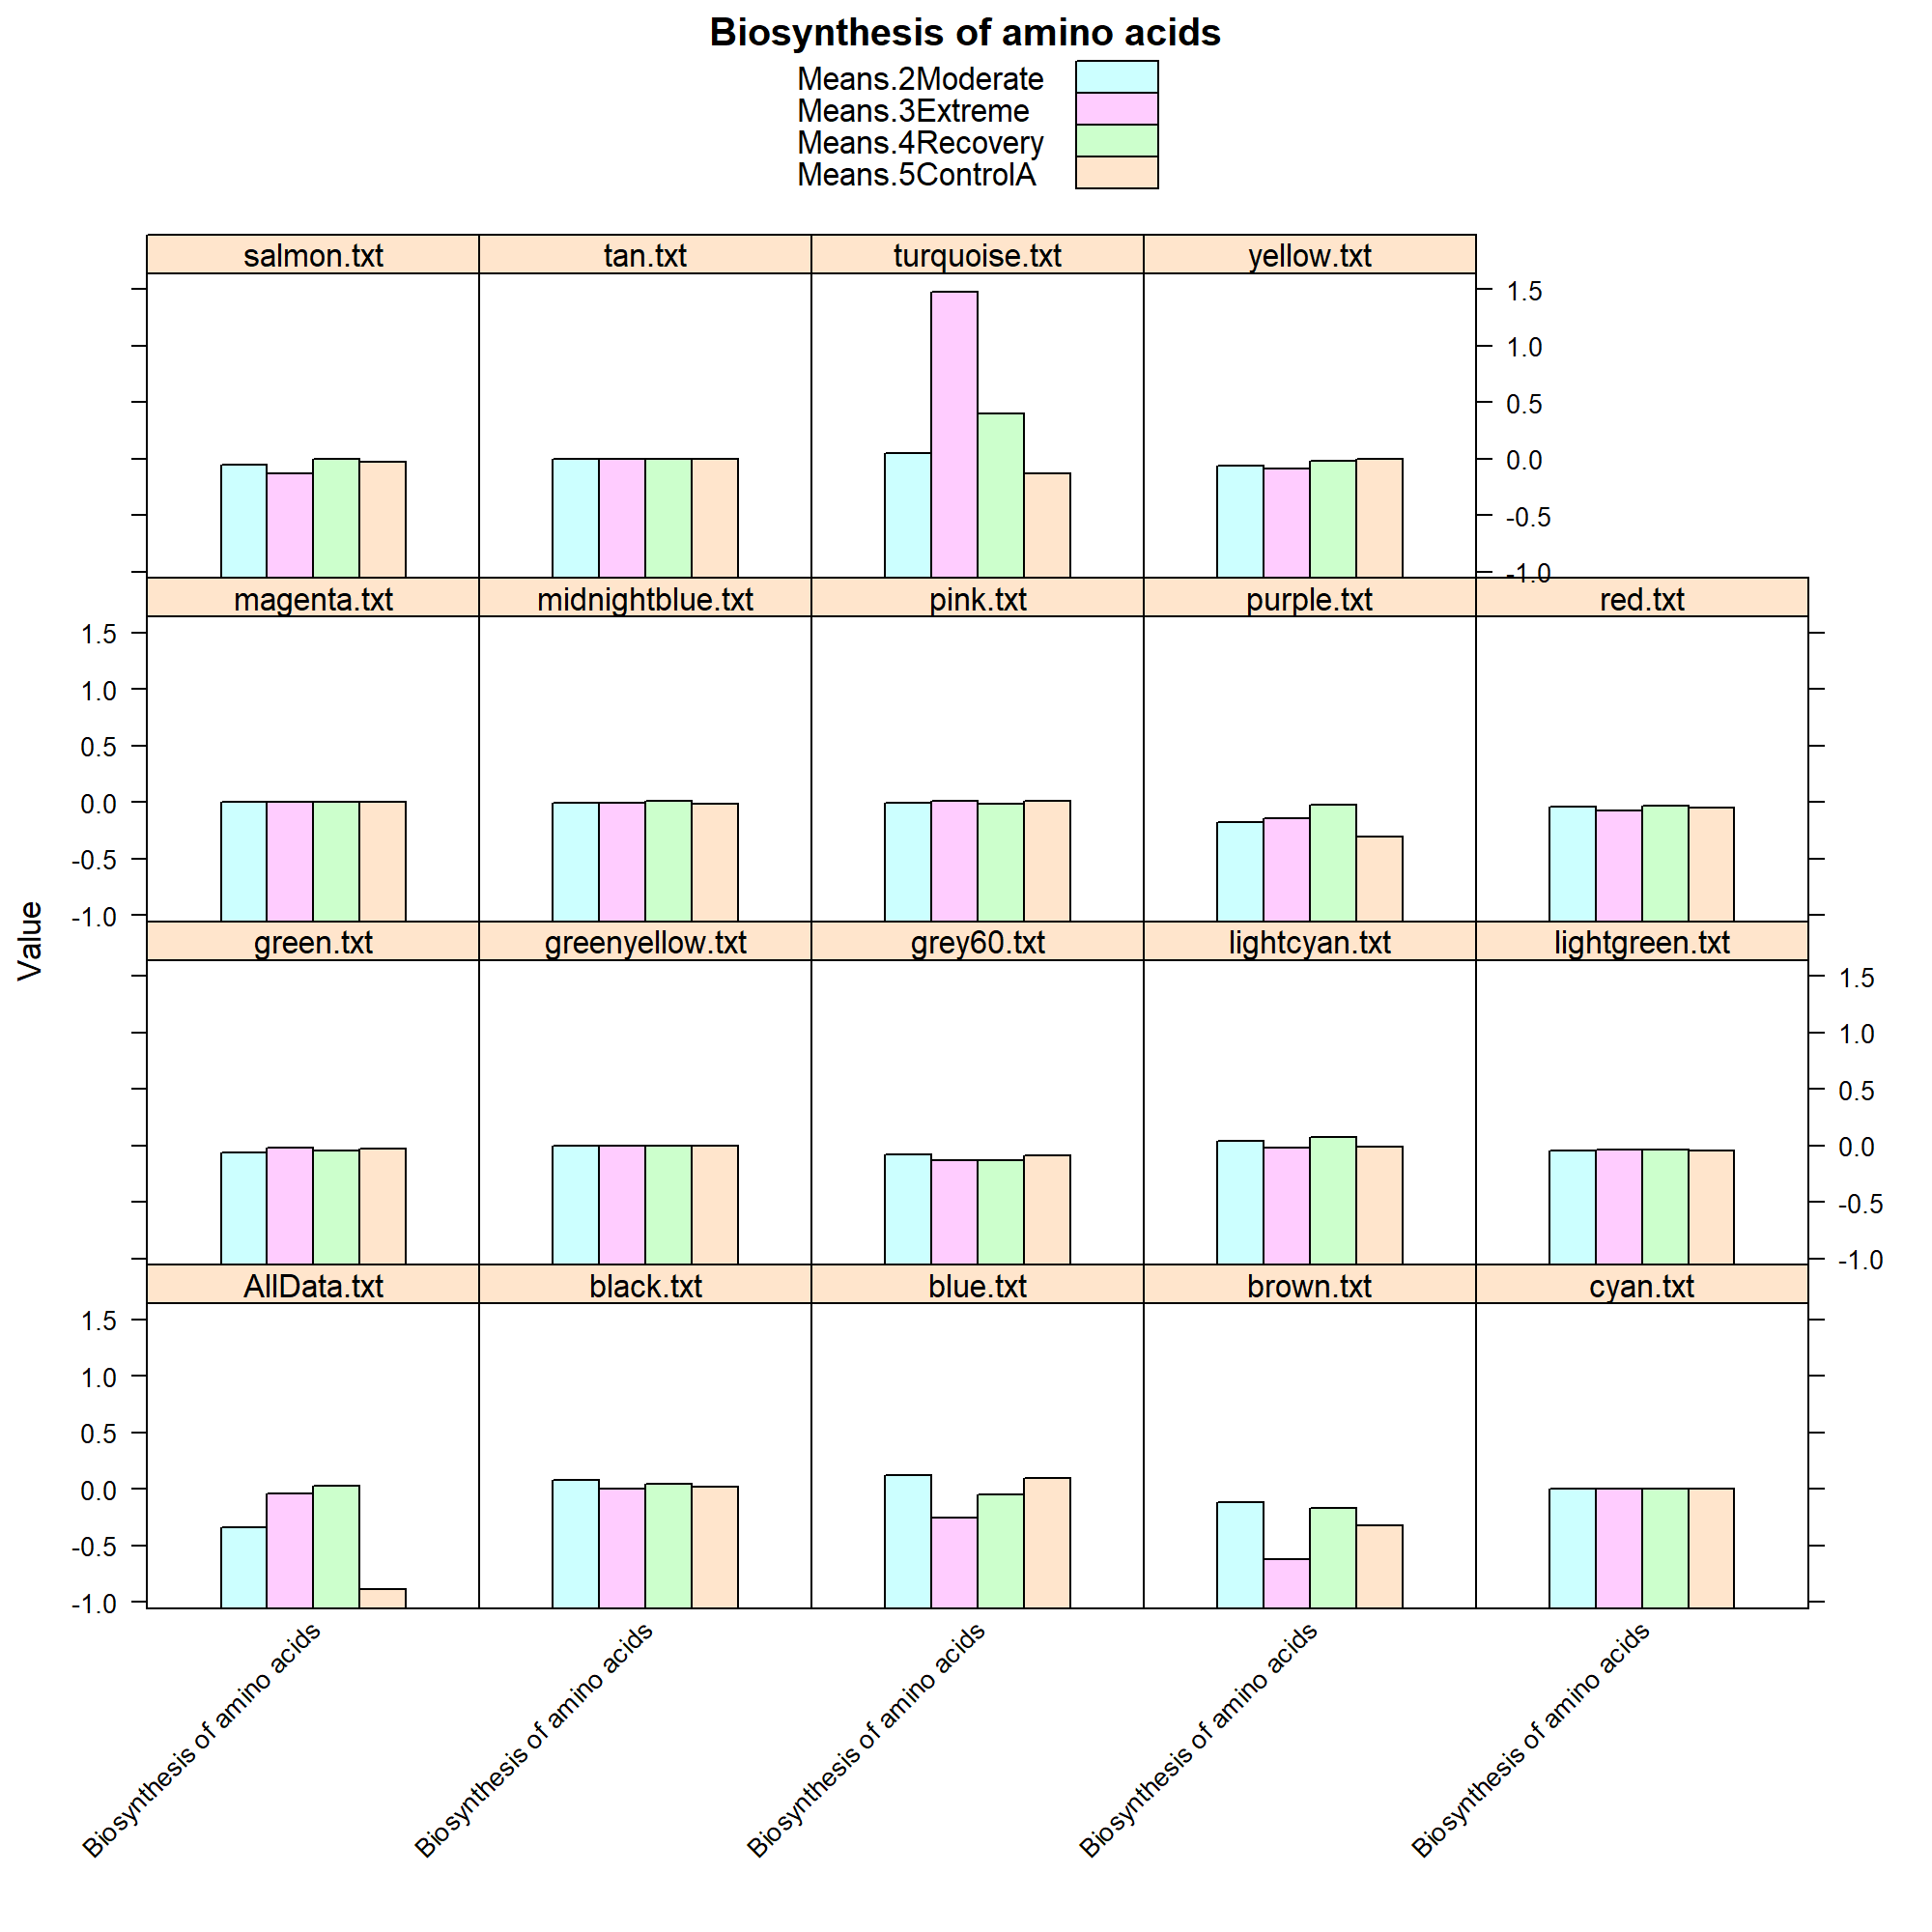 Biosynthesis of amino acids
Means.2Moderate
Means.3Extreme
Means.4Recovery
Means.5ControlA
salmon.txt tan.txt turquoise.txt yellow.txt
1.5
1.0
0.5
0.0
-0.5
-1.0
magenta.txt midnightblue.txt pink.txt purple.txt red.txt
1.5
1.0
0.5
0.0
-0.5
-1.0
Value
green.txt greenyellow.txt grey60.txt lightcyan.txt lightgreen.txt
1.5
1.0
0.5
0.0
-0.5
-1.0
AllData.txt black.txt blue.txt brown.txt cyan.txt
1.5
1.0
0.5
0.0
-0.5
-1.0
Biosynthesis of amino acids
Biosynthesis of amino acids
Biosynthesis of amino acids
Biosynthesis of amino acids
Biosynthesis of amino acids